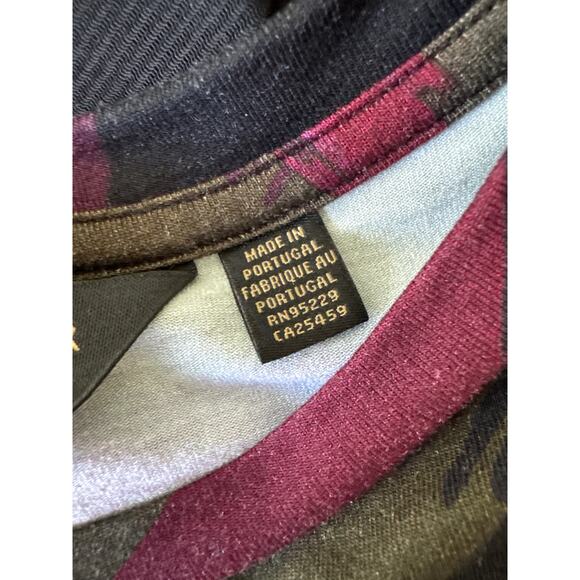 MADE IN
PORTUGAL
FABRIQUE AU
PORTUGAL
RN95229
CA25459